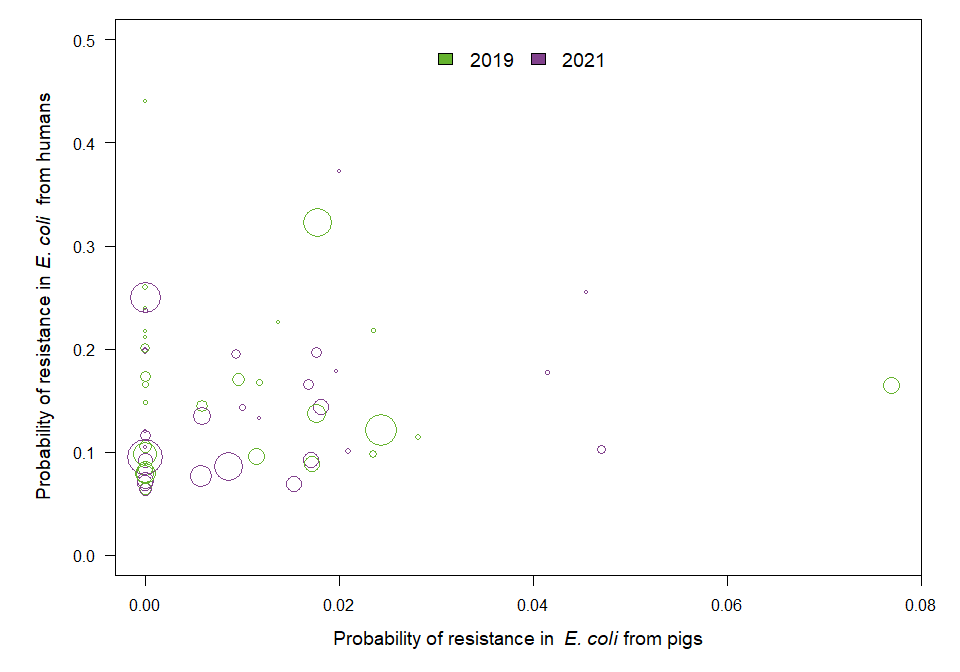 2019 2021
0.5
0.4
0.3
0.2
0.1
0.0
Probability of resistance in E. coli from humans
0.00 0.02 0.04 0.06 0.08
Probability of resistance in E. coli from pigs